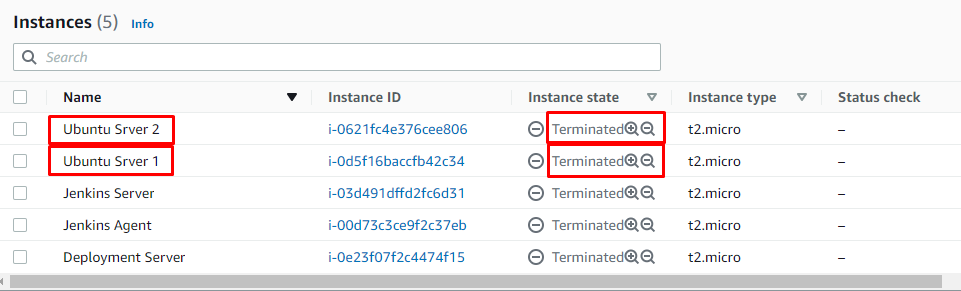 Instances (5) Info
Search
Name Instance ID Instance state Instance type Status check
Ubuntu Srver 2 i-0621fc4e376cee806 Terminated t2.micro –
Ubuntu Srver 1 i-0d5f16baccfb42c34 Terminated t2.micro –
Jenkins Server i-03d491dffd2fc6d31 Terminated t2.micro –
Jenkins Agent i-00d73c3ce9f2c37eb Terminated t2.micro –
Deployment Server i-0e23f07f2c4474f15 Terminated t2.micro –